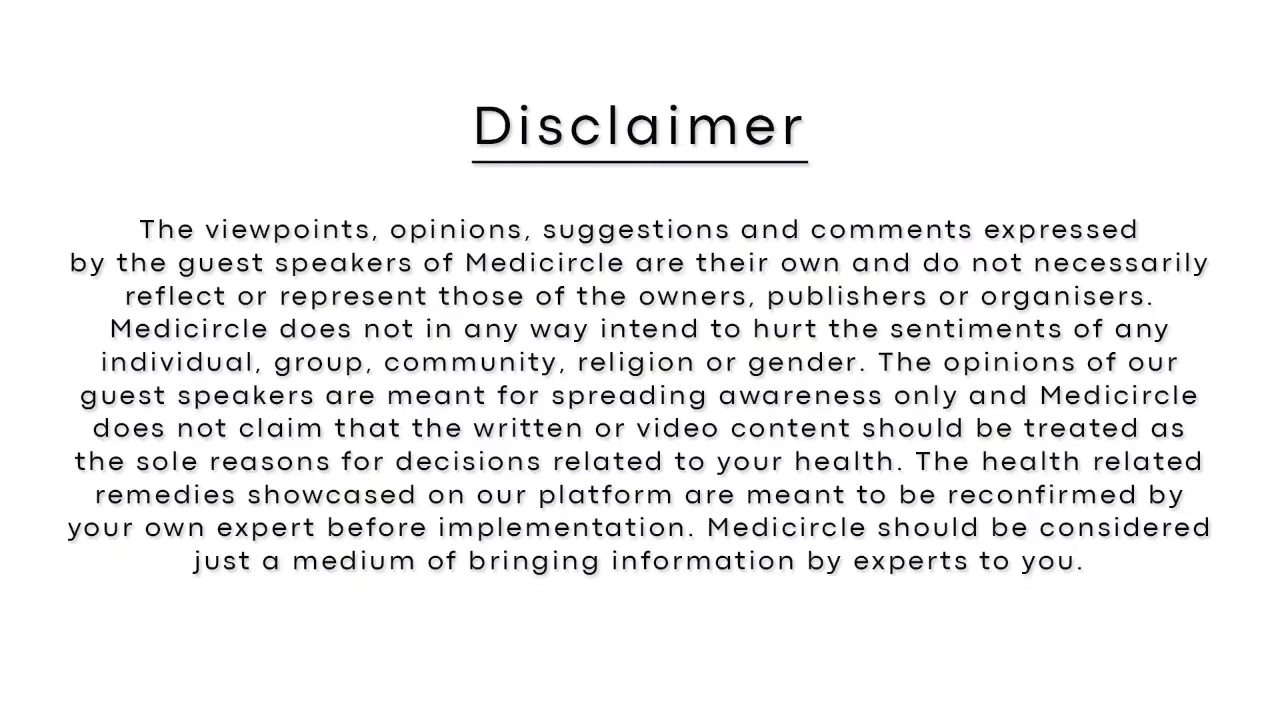 Disclaimer
The viewpoints, opinions, suggestions and comments expressed
by the guest speakers of Medicircle are their own and do not necessarily
reflect or represent those of the owners, publishers or organisers.
Medicircle does not in any way intend to hurt the sentiments of any
individual, group, community, religion or gender. The opinions of our
guest speakers are meant for spreading awareness only and Medicircle
does not claim that the written or video content should be treated as
the sole reasons for decisions related to your health. The health related
remedies showcased on our platform are meant to be reconfirmed by
your own expert before implementation. Medicircle should be considered
just a medium of bringing information by experts to you.